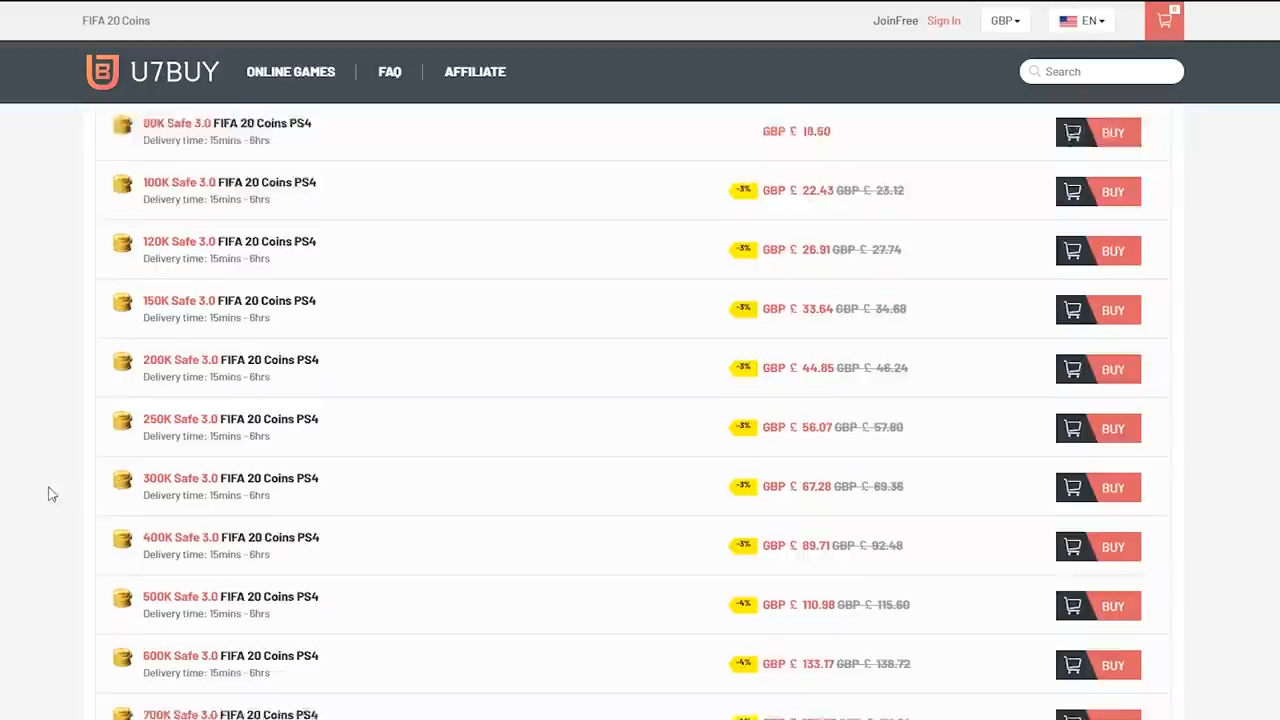 FIFA 20 Coins
JoinFree Sign In GBP EN 0
U7BUY ONLINE GAMES | FAQ | AFFILIATE Search
80K Safe 3.0 FIFA 20 Coins PS4
Delivery time: 15mins - 6hrs
GBP £ 18.50 BUY
100K Safe 3.0 FIFA 20 Coins PS4
Delivery time: 15mins - 6hrs
-3% GBP £ 22.43 GBP £ 23.12 BUY
120K Safe 3.0 FIFA 20 Coins PS4
Delivery time: 15mins - 6hrs
-3% GBP £ 26.91 GBP £ 27.74 BUY
150K Safe 3.0 FIFA 20 Coins PS4
Delivery time: 15mins - 6hrs
-3% GBP £ 33.64 GBP £ 34.68 BUY
200K Safe 3.0 FIFA 20 Coins PS4
Delivery time: 15mins - 6hrs
-3% GBP £ 44.85 GBP £ 46.24 BUY
250K Safe 3.0 FIFA 20 Coins PS4
Delivery time: 15mins - 6hrs
-3% GBP £ 56.07 GBP £ 57.80 BUY
300K Safe 3.0 FIFA 20 Coins PS4
Delivery time: 15mins - 6hrs
-3% GBP £ 67.28 GBP £ 69.36 BUY
400K Safe 3.0 FIFA 20 Coins PS4
Delivery time: 15mins - 6hrs
-3% GBP £ 89.71 GBP £ 92.48 BUY
500K Safe 3.0 FIFA 20 Coins PS4
Delivery time: 15mins - 6hrs
-4% GBP £ 110.98 GBP £ 115.60 BUY
600K Safe 3.0 FIFA 20 Coins PS4
Delivery time: 15mins - 6hrs
-4% GBP £ 133.17 GBP £ 138.72 BUY
700K Safe 3.0 FIFA 20 Coins PS4